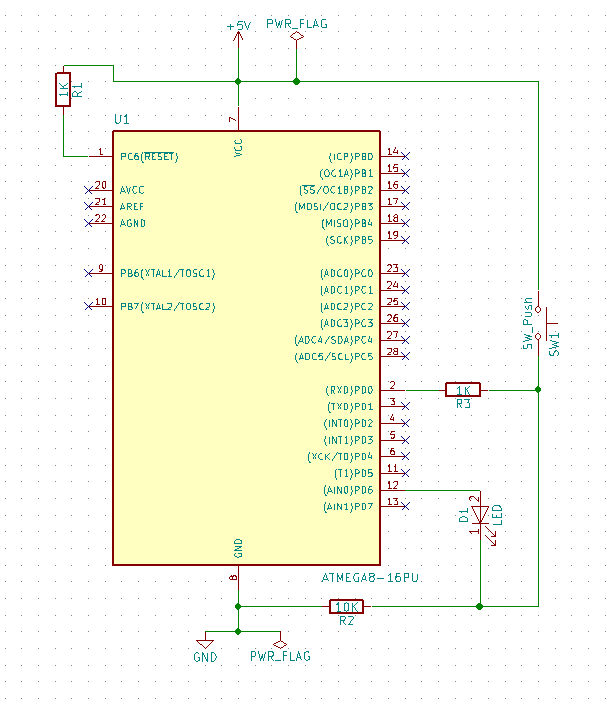 +5V
PWR_FLAG
1K
R1
U1
7
VCC
1
PC6(RESET)
20
AVCC
21
AREF
22
AGND
9
PB6(XTAL1/TOSC1)
10
PB7(XTAL2/TOSC2)
(ICP)PB0
14
(OC1A)PB1
15
(SS/OC1B)PB2
16
(MOSI/OC2)PB3
17
(MISO)PB4
18
(SCK)PB5
19
(ADC0)PC0
23
(ADC1)PC1
24
(ADC2)PC2
25
(ADC3)PC3
26
(ADC4/SDA)PC4
27
(ADC5/SCL)PC5
28
(RXD)PD0
2
(TXD)PD1
3
(INT0)PD2
4
(INT1)PD3
5
(XCK/T0)PD4
6
(T1)PD5
11
(AIN0)PD6
12
(AIN1)PD7
13
SW_Push
SW1
1K
R3
2
D1
LED
1
GND
8
ATMEGA8-16PU
10K
R2
GND
PWR_FLAG